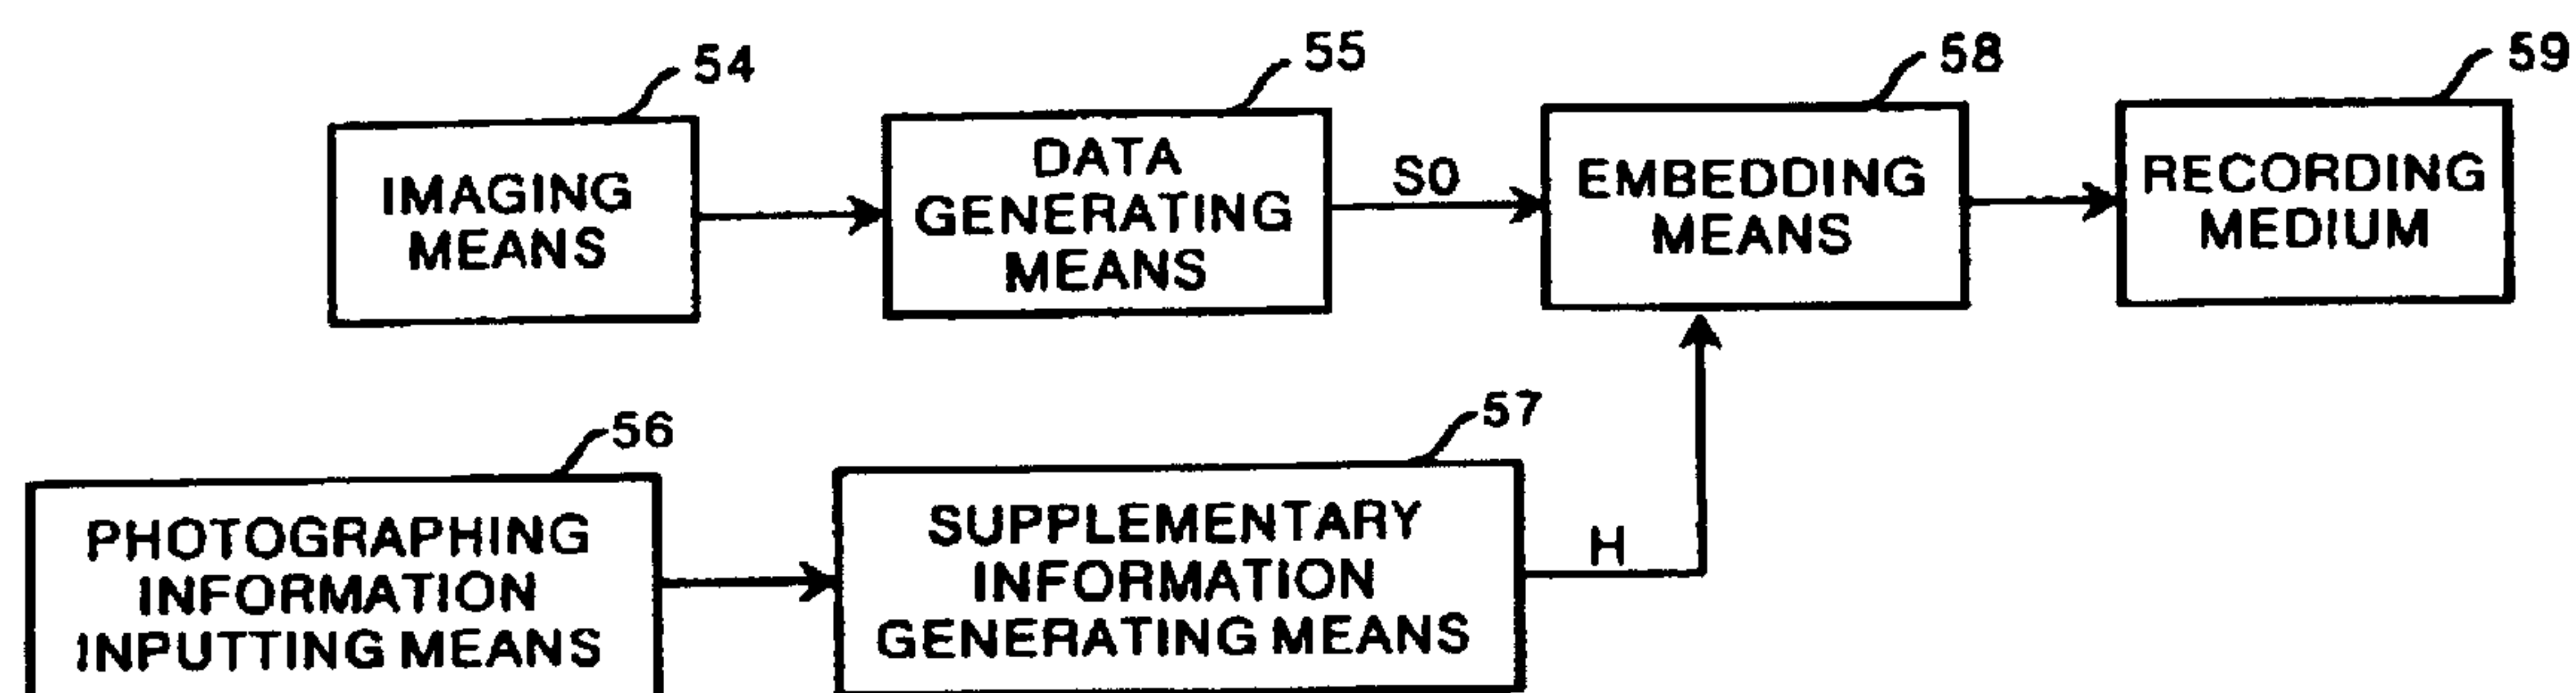 54
IMAGING
MEANS
55
DATA
GENERATING
MEANS
S0
58
EMBEDDING
MEANS
59
RECORDING
MEDIUM
56
PHOTOGRAPHING
INFORMATION
INPUTTING MEANS
57
SUPPLEMENTARY
INFORMATION
GENERATING MEANS
H